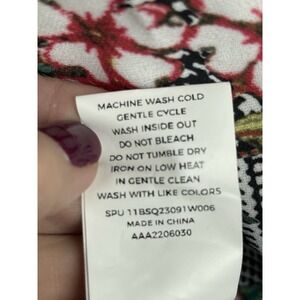 MACHINE WASH COLD
GENTLE CYCLE
WASH INSIDE OUT
DO NOT BLEACH
DO NOT TUMBLE DRY
IRON ON LOW HEAT
IN GENTLE CLEAN
WASH WITH LIKE COLORS
SPU 11BSQ23091W006
MADE IN CHINA
AAA2206030